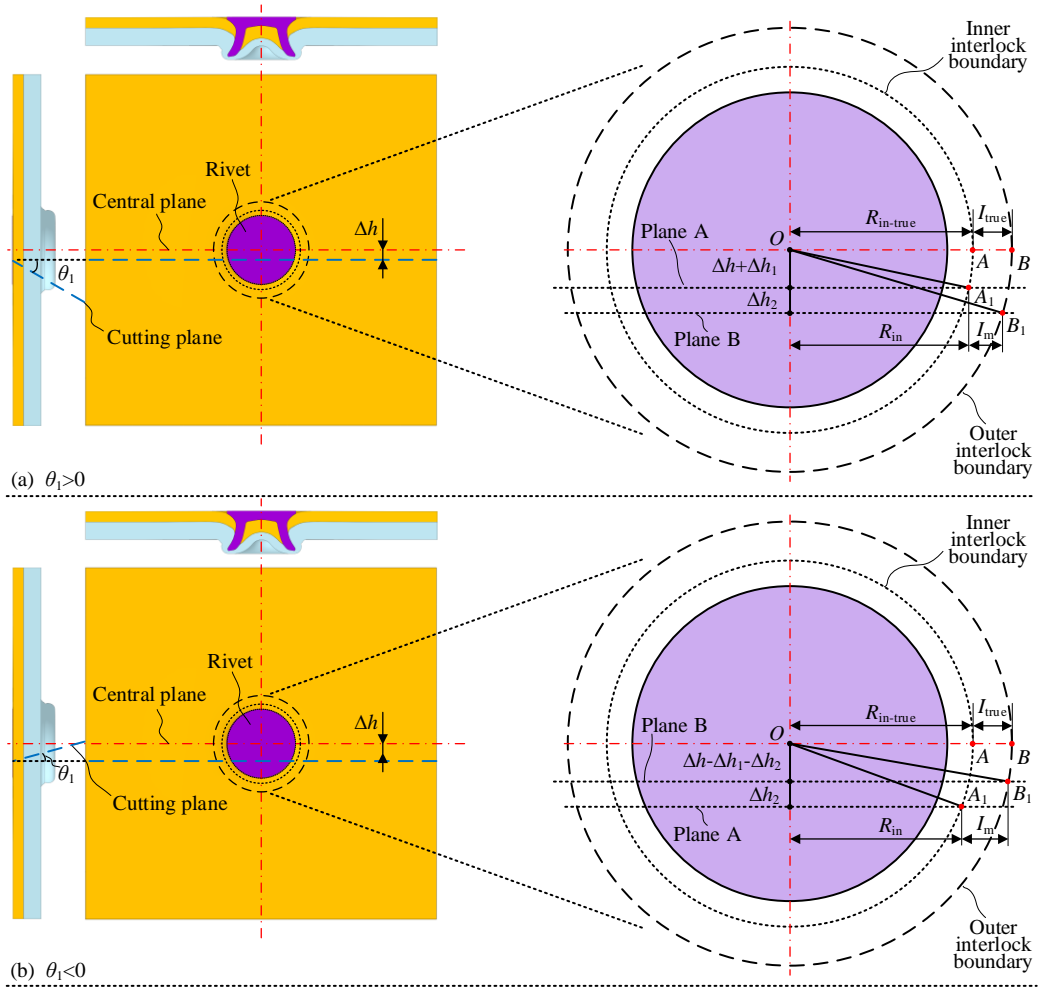 Rivet
Central plane
Δh
θ₁
Cutting plane
Inner
interlock
boundary
R_in-true
I_true
Plane A
O
A
B
Δh+Δh₁
A₁
Δh₂
B₁
Plane B
R_in
I_m
Outer
interlock
boundary
(a) θ₁>0
Inner
interlock
boundary
Rivet
Central plane
Δh
θ₁
Cutting plane
R_in-true
I_true
Plane B
O
A
B
Δh-Δh₁-Δh₂
A₁
B₁
Δh₂
Plane A
R_in
I_m
Outer
interlock
boundary
(b) θ₁<0